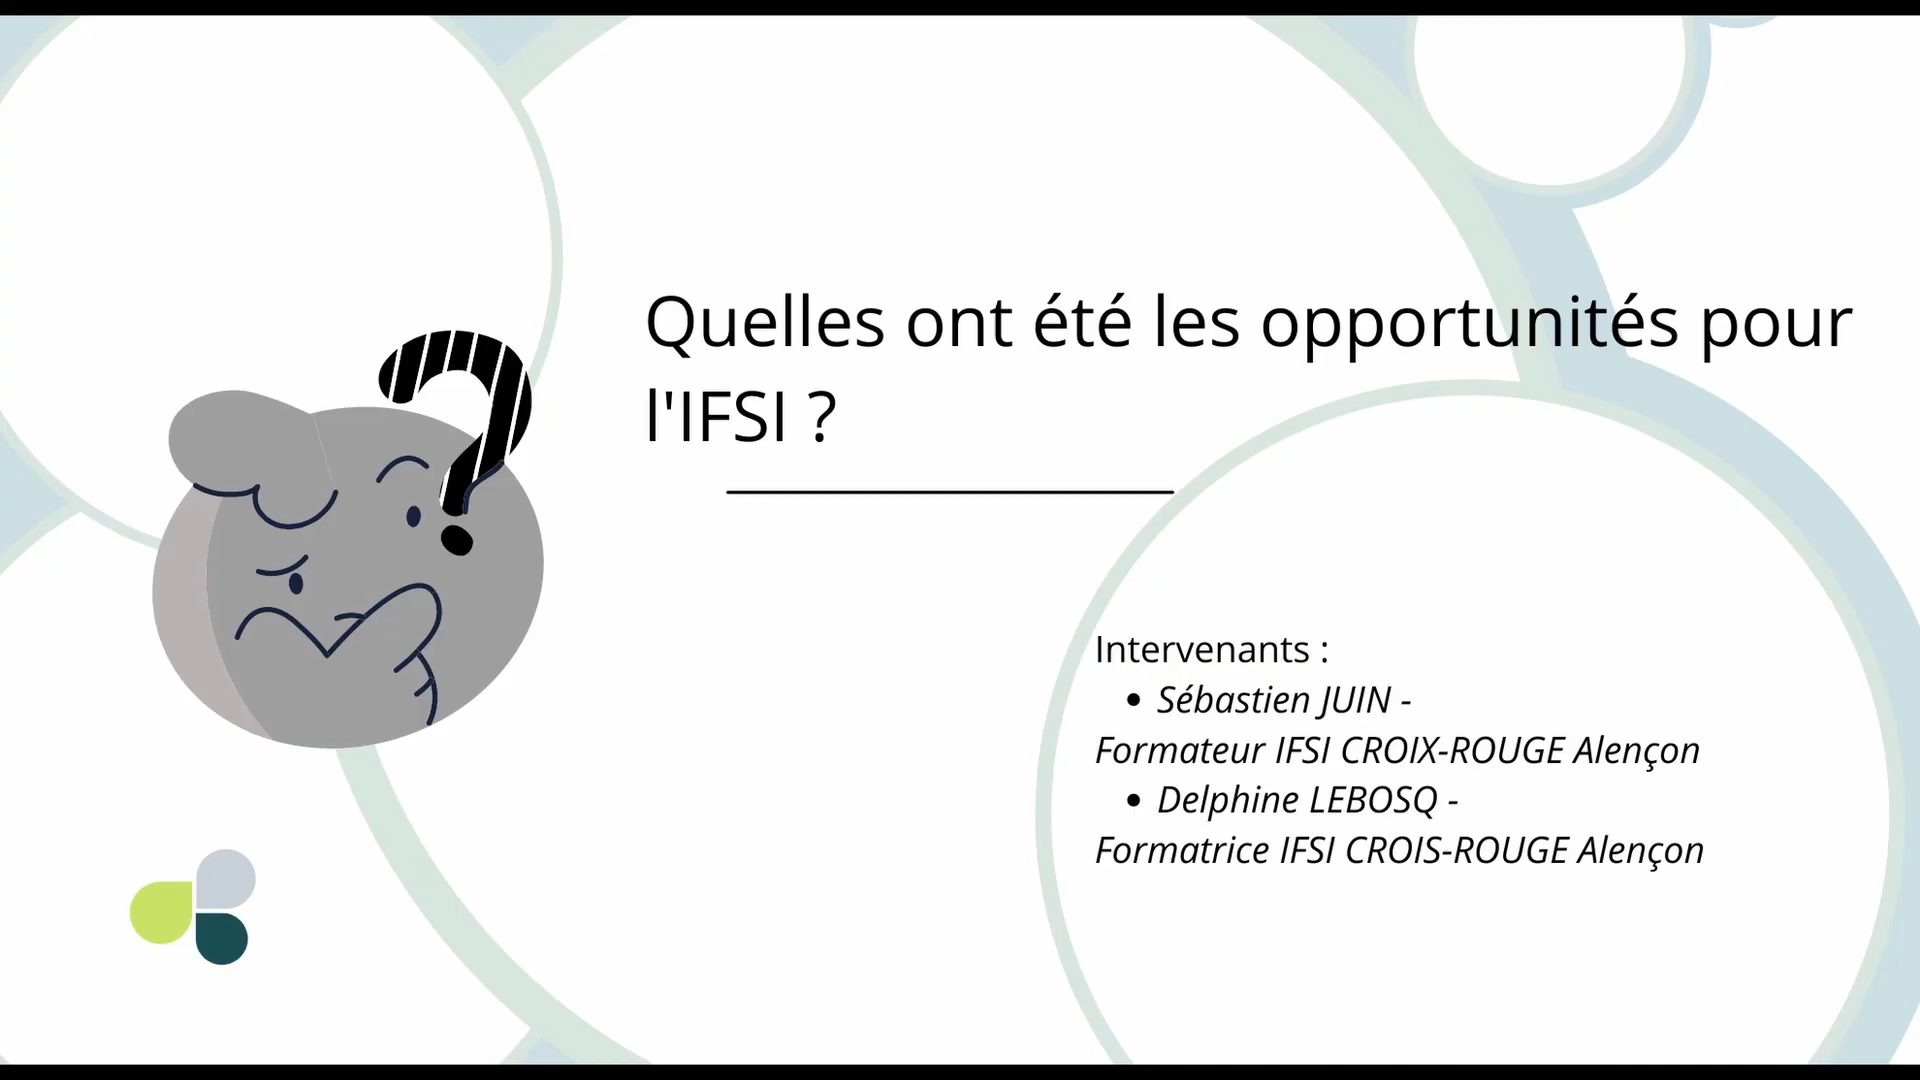 Quelles ont été les opportunités pour
l'IFSI ?
Intervenants :
• Sébastien JUIN -
Formateur IFSI CROIX-ROUGE Alençon
• Delphine LEBOSQ -
Formatrice IFSI CROIS-ROUGE Alençon